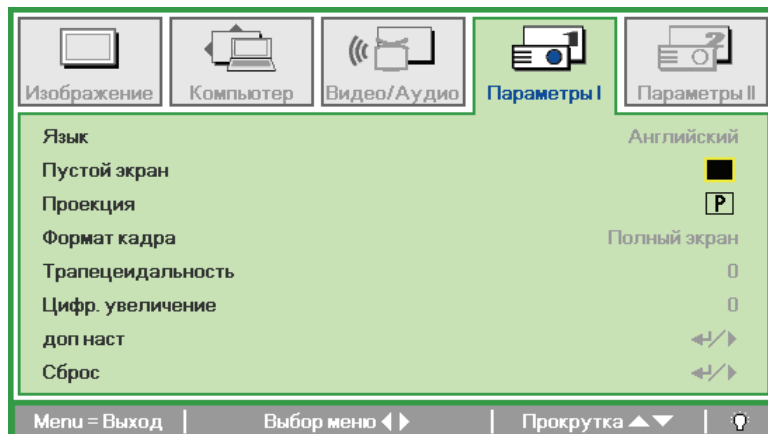 Изображение
Компьютер
Видео/Аудио
Параметры I
Параметры II
Язык Английский
Пустой экран
Проекция P
Формат кадра Полный экран
Трапецеидальность 0
Цифр. увеличение 0
доп наст
Сброс
Menu = Выход Выбор меню Прокрутка